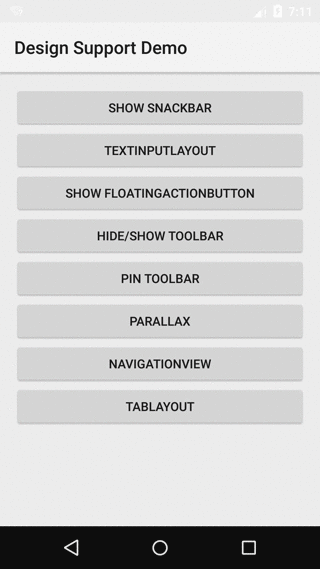 7:11
Design Support Demo
SHOW SNACKBAR
TEXTINPUTLAYOUT
SHOW FLOATINGACTIONBUTTON
HIDE/SHOW TOOLBAR
PIN TOOLBAR
PARALLAX
NAVIGATIONVIEW
TABLAYOUT